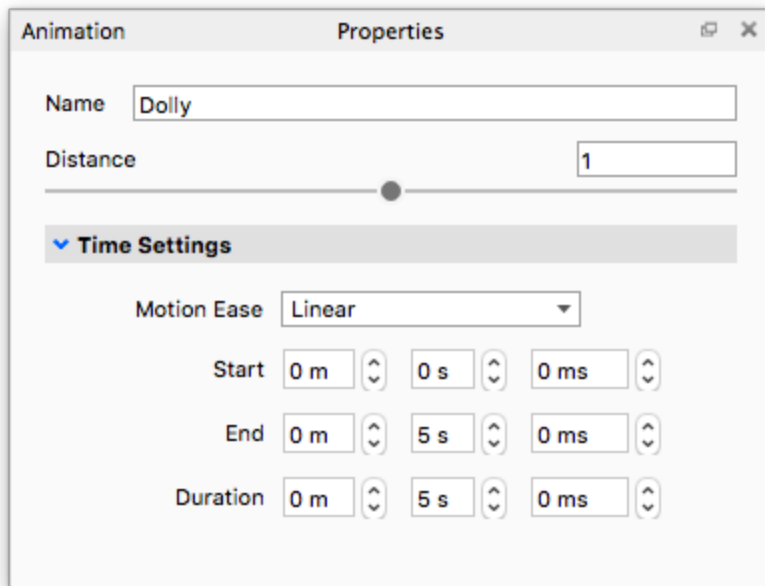 Animation Properties
Name Dolly
Distance 1
Time Settings
Motion Ease Linear
Start 0 m 0 s 0 ms
End 0 m 5 s 0 ms
Duration 0 m 5 s 0 ms